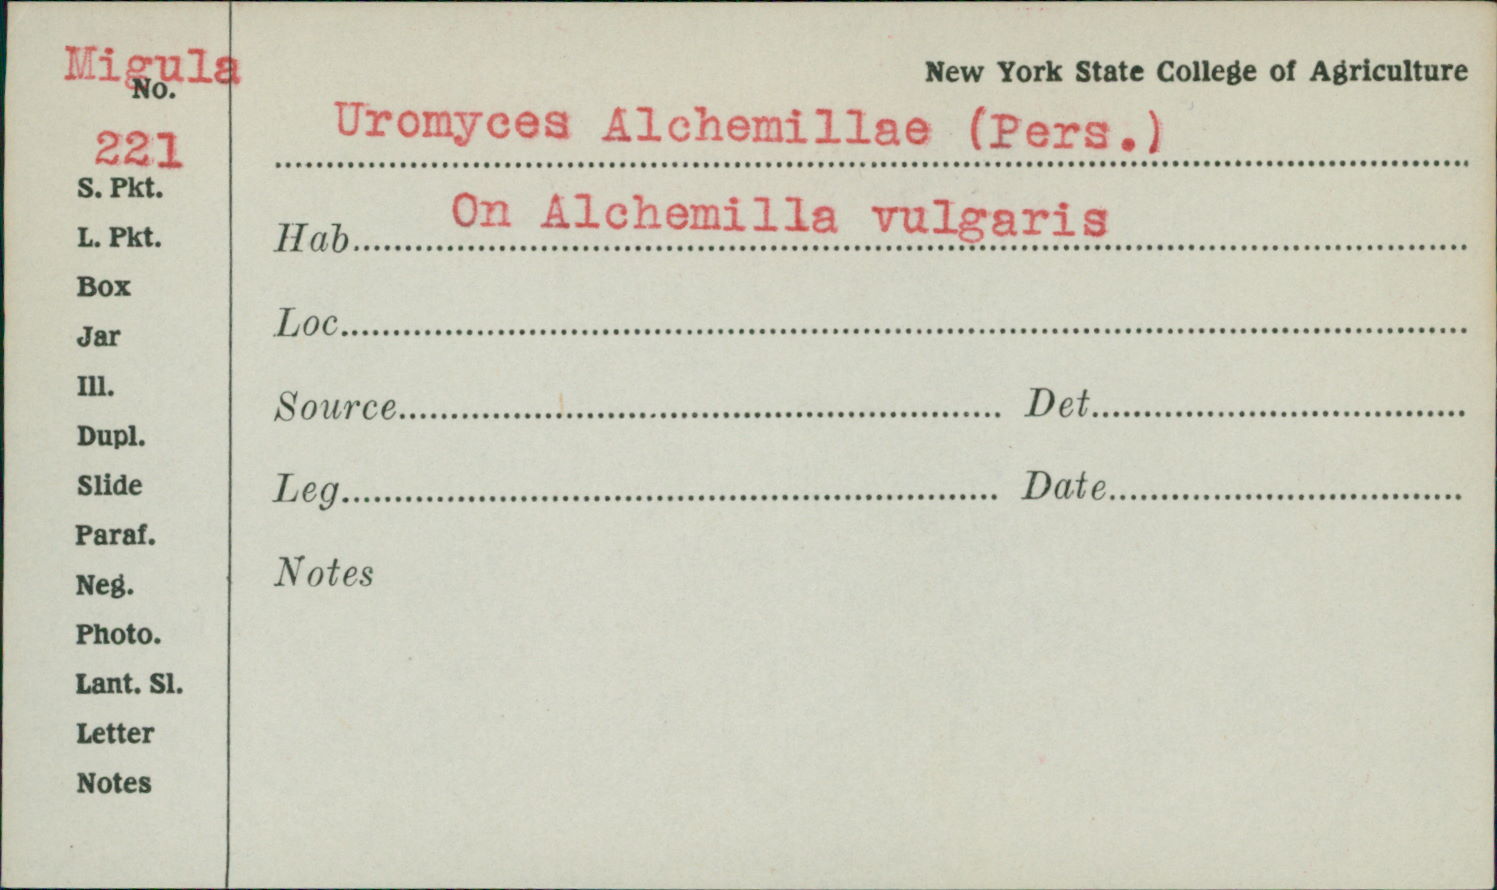 Migula
No.
221
S. Pkt.
L. Pkt.
Box
Jar
Ill.
Dupl.
Slide
Paraf.
Neg.
Photo.
Lant. Sl.
Letter
Notes
New York State College of Agriculture
Uromyces Alchemillae (Pers.)
Hab. On Alchemilla vulgaris
Loc.
Source Det.
Leg. Date
Notes